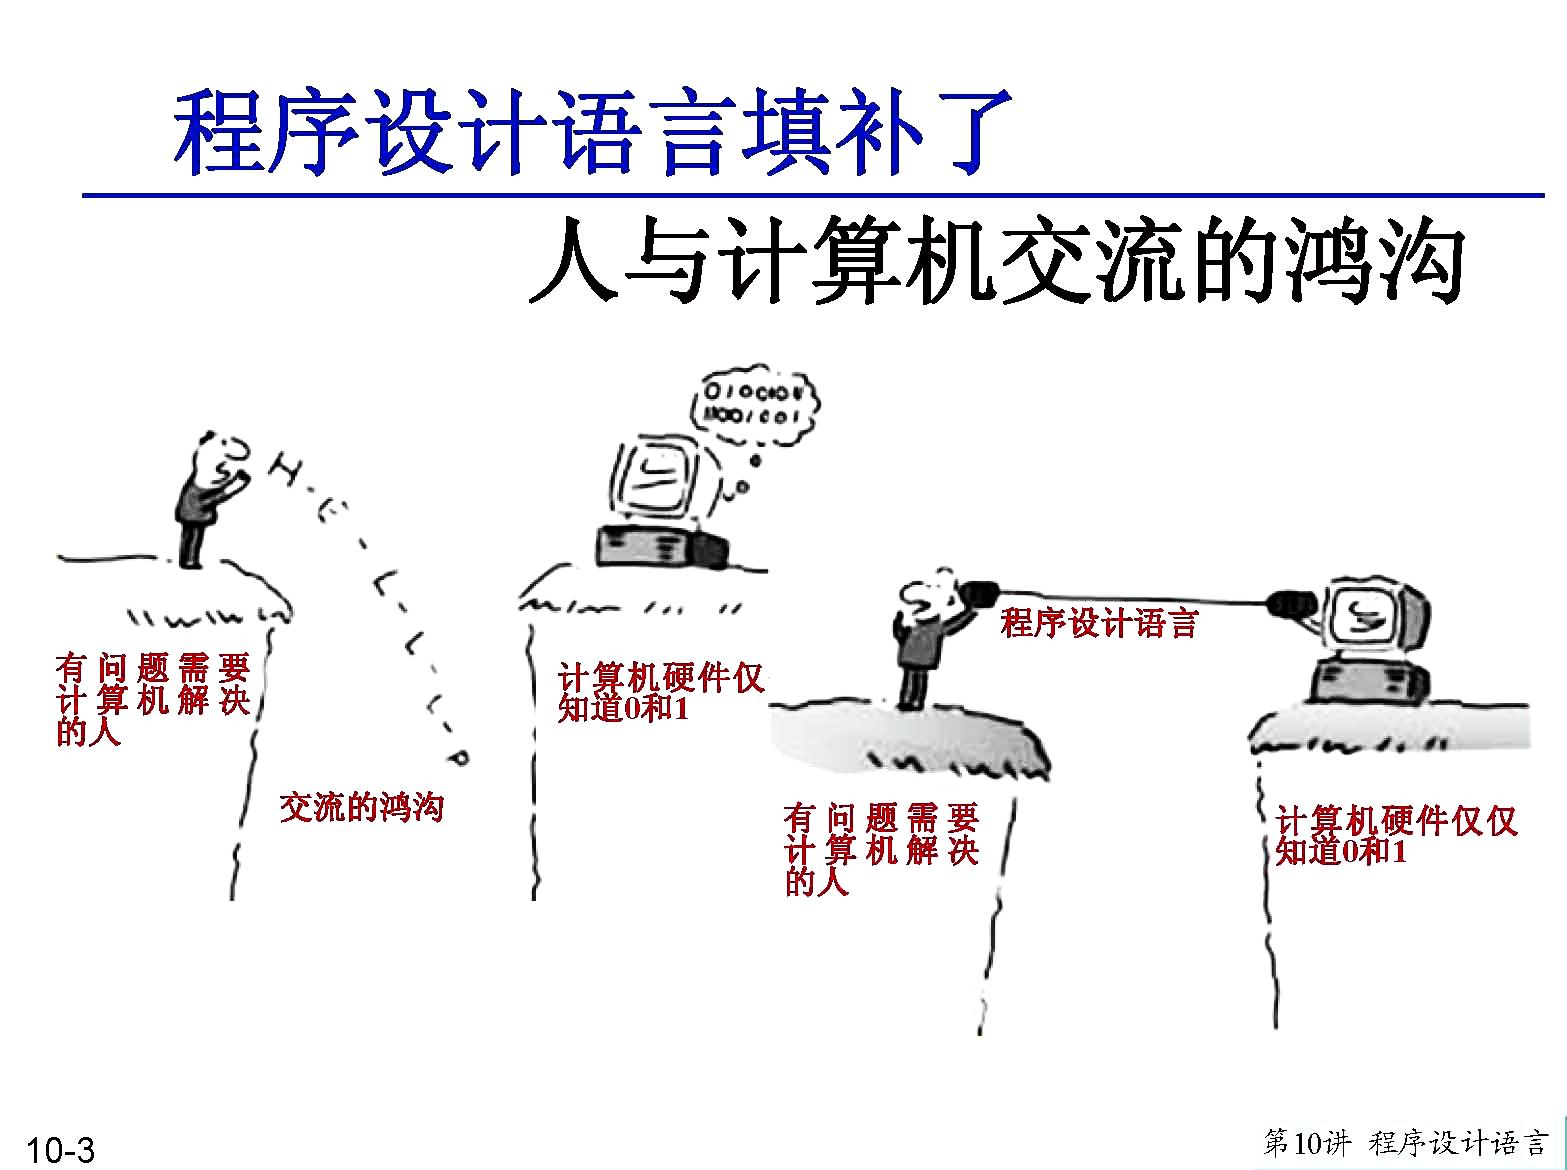 程序设计语言填补了
人与计算机交流的鸿沟
H-E-L-L-O
有问题需要
计算机解决
的人
交流的鸿沟
计算机硬件仅
知道0和1
程序设计语言
有问题需要
计算机解决
的人
计算机硬件仅仅
知道0和1
10-3
第10讲 程序设计语言